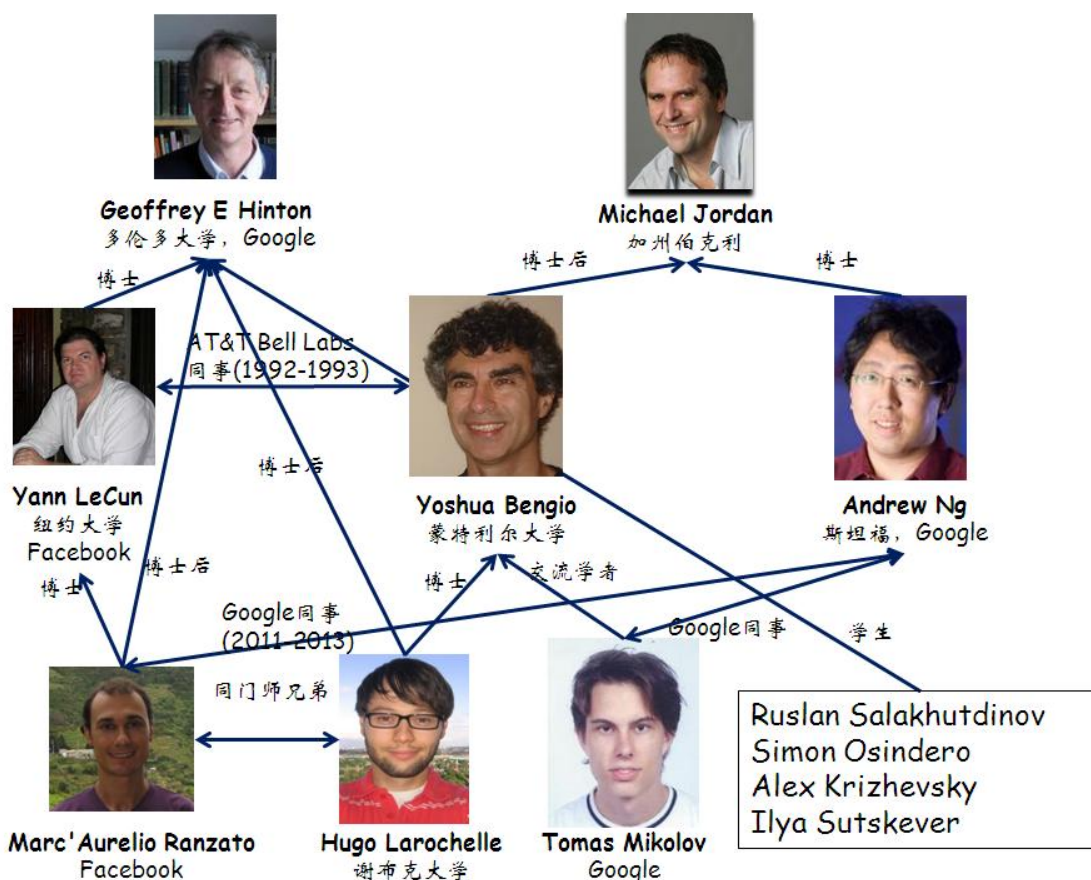 Geoffrey E Hinton
多伦多大学，Google
Michael Jordan
加州伯克利
博士
博士后
博士
AT&T Bell Labs
同事(1992-1993)
博士后
Yann LeCun
纽约大学
Facebook
Yoshua Bengio
蒙特利尔大学
Andrew Ng
斯坦福，Google
博士
博士后
博士
交流学者
Google同事
(2011-2013)
Google同事
学生
同门师兄弟
Ruslan Salakhutdinov
Simon Osindero
Alex Krizhevsky
Ilya Sutskever
Marc'Aurelio Ranzato
Facebook
Hugo Larochelle
谢布克大学
Tomas Mikolov
Google